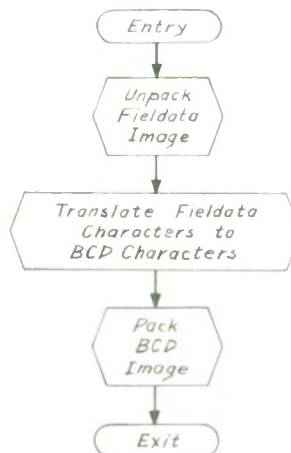 Entry
Unpack
Fieldata
Image
Translate Fieldata
Characters to
BCD Characters
Pack
BCD
Image
Exit